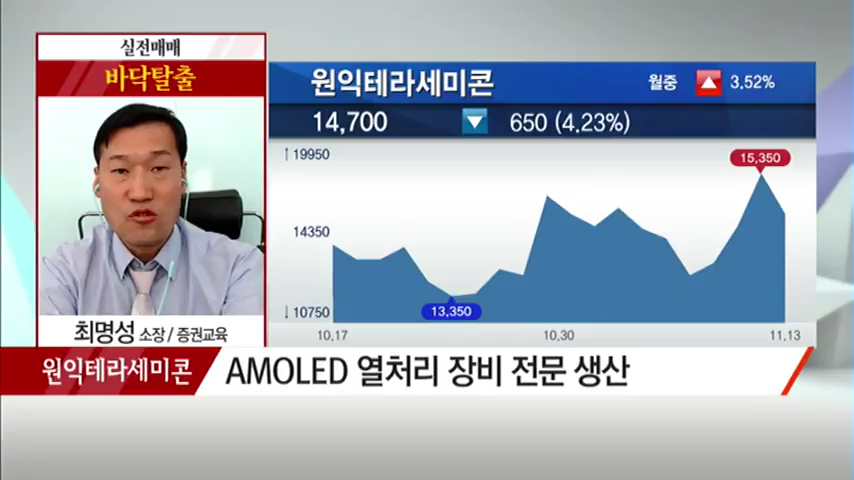 실전매매
바닥탈출
최명성 소장 / 증권교육
원익테라세미콘
월중 ▲ 3.52%
14,700 ▼ 650 (4.23%)
↑19950
14350
↓10750
15,350
13,350
10,17
10,30
11,13
원익테라세미콘
AMOLED 열처리 장비 전문 생산